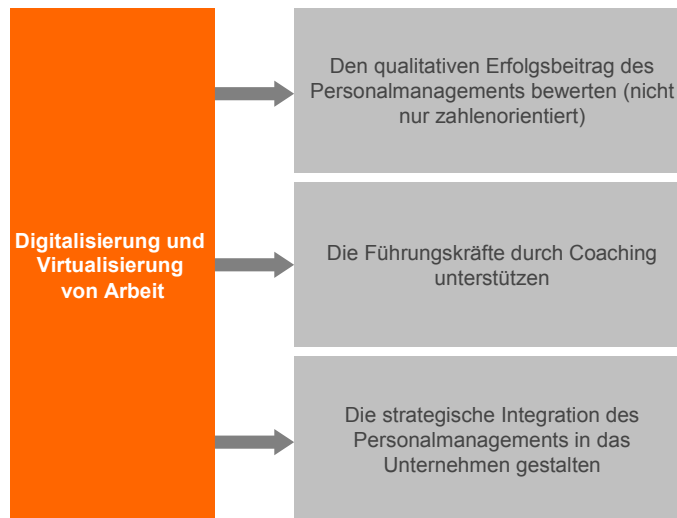 Digitalisierung und
Virtualisierung
von Arbeit
Den qualitativen Erfolgsbeitrag des
Personalmanagements bewerten (nicht
nur zahlenorientiert)
Die Führungskräfte durch Coaching
unterstützen
Die strategische Integration des
Personalmanagements in das
Unternehmen gestalten